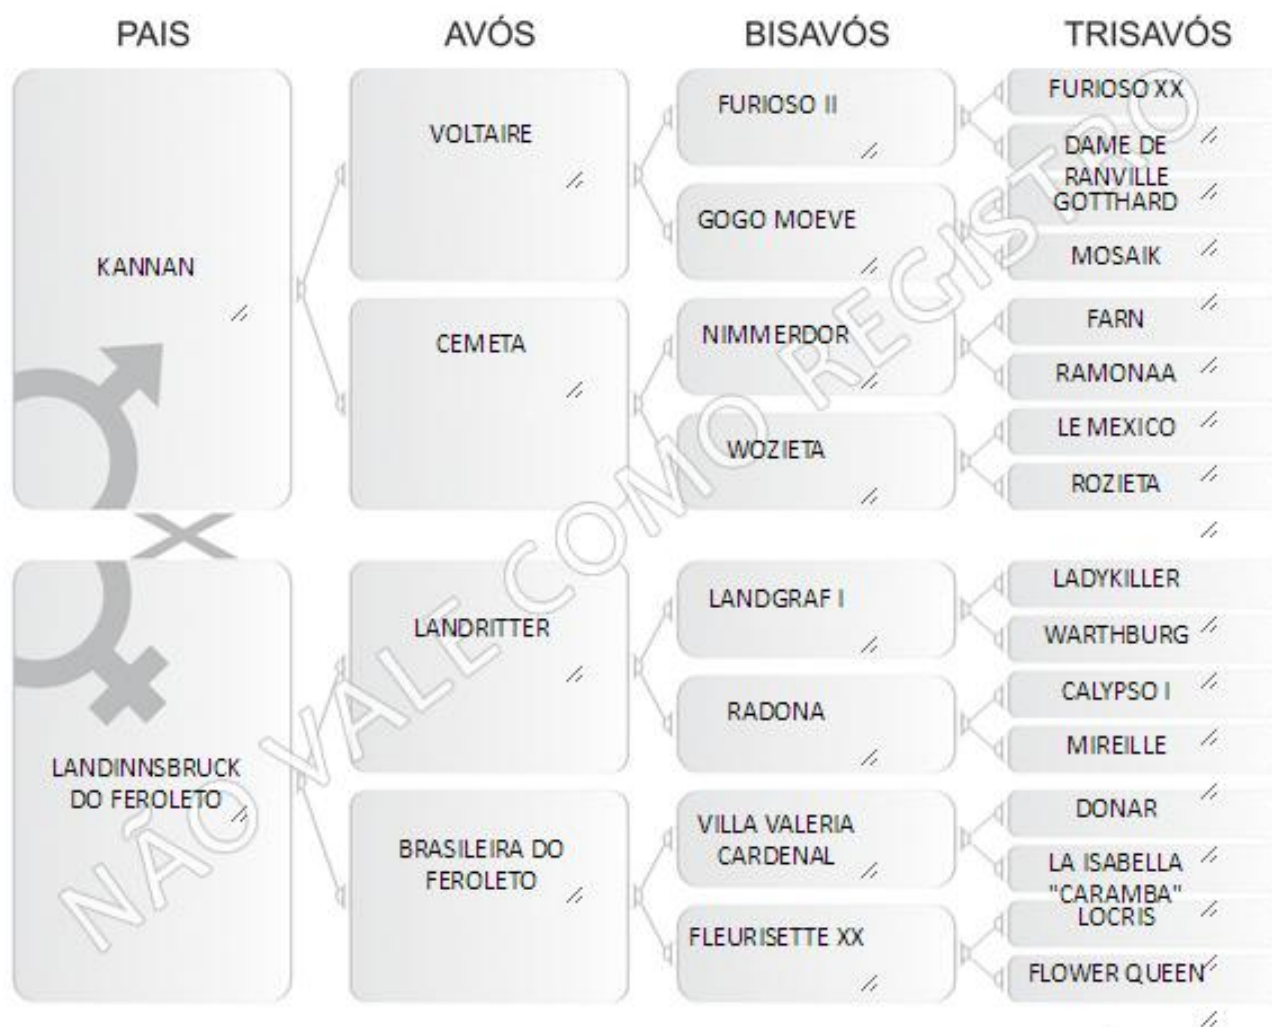 PAIS
AVÓS
BISAVÓS
TRISAVÓS
KANNAN
VOLTAIRE
CEMETA
FURIOSO II
GOGO MOEVE
NIMMERDOR
WOZIETA
FURIOSO XX
DAME DE
RANVILLE
GOTTHARD
MOSAIK
FARN
RAMONAA
LE MEXICO
ROZIETA
LANDINNSBRUCK
DO FEROLETO
LANDRITTER
BRASILEIRA DO
FEROLETO
LANDGRAF I
RADONA
VILLA VALERIA
CARDENAL
FLEURISETTE XX
LADYKILLER
WARTHBURG
CALYPSO I
MIREILLE
DONAR
LA ISABELLA
"CARAMBA"
LOCRIS
FLOWER QUEEN
NÃO VALE COMO REGISTRO